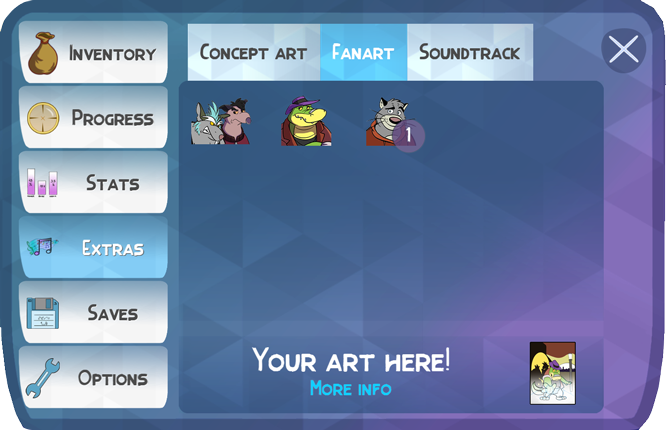 Inventory
Progress
Stats
Extras
Saves
Options
Concept art
Fanart
Soundtrack
1
Your art here!
More info